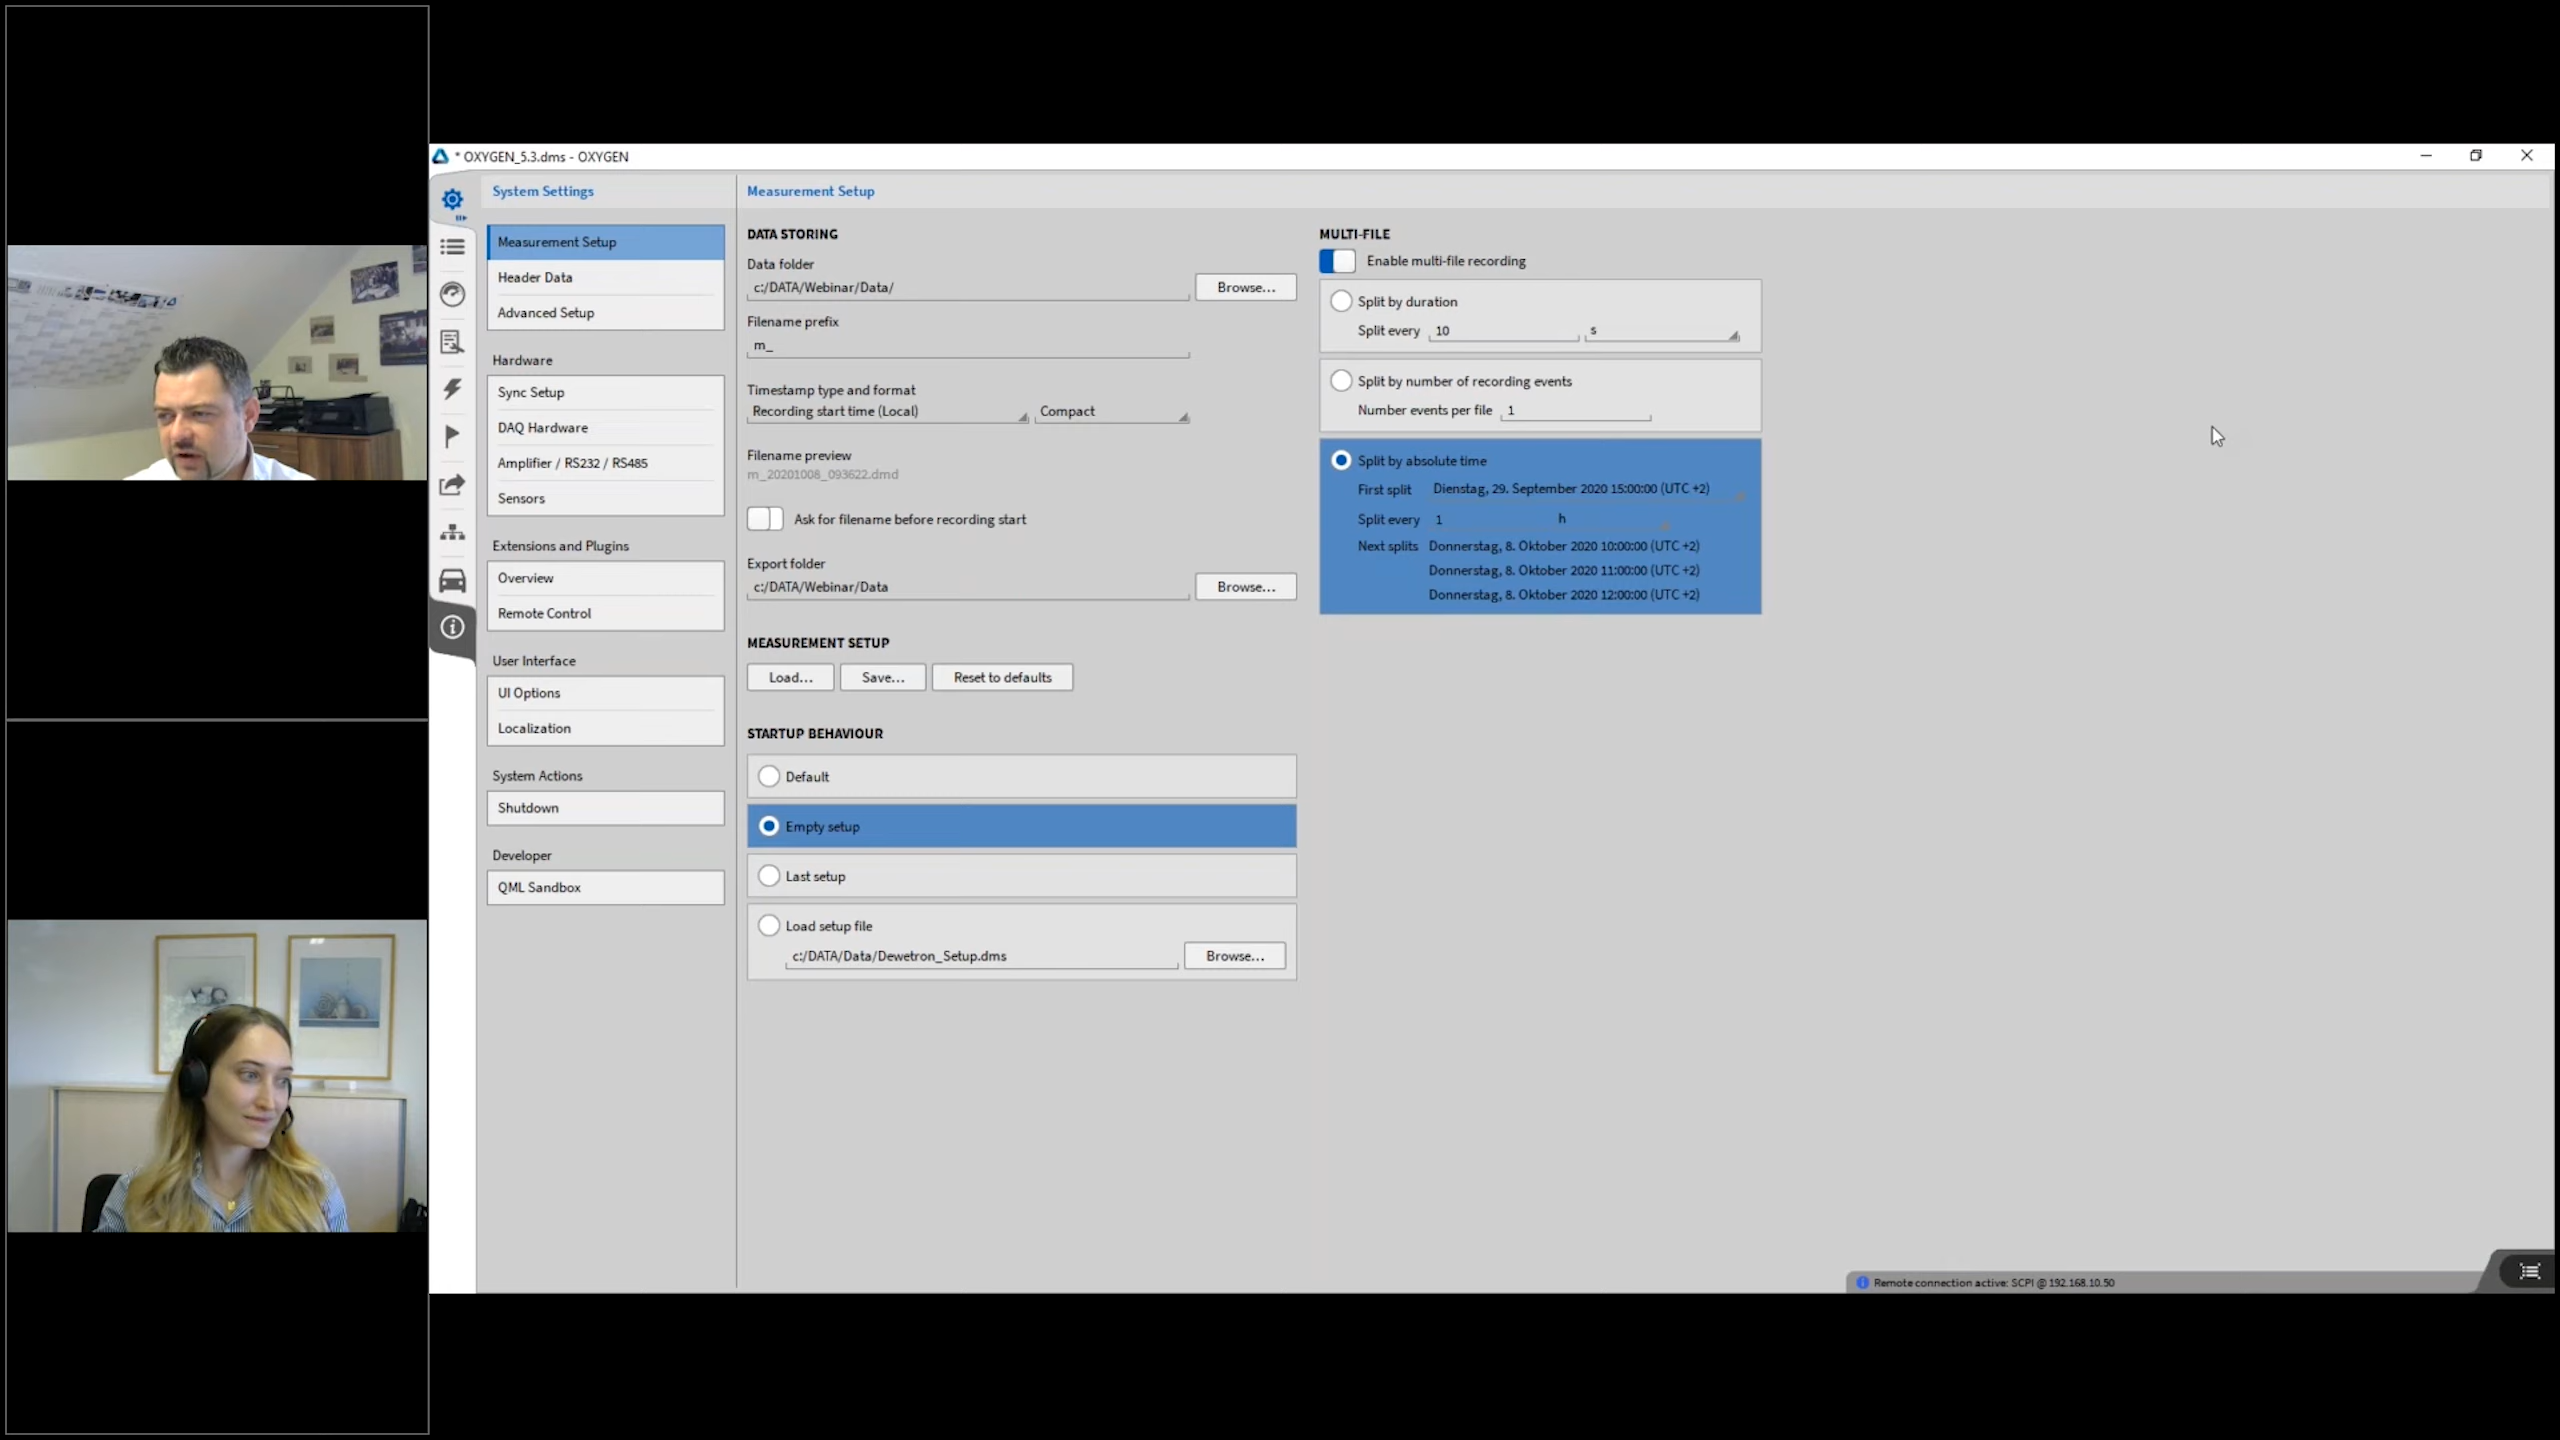 * OXYGEN_5.3.dms - OXYGEN
System Settings
Measurement Setup
Header Data
Advanced Setup
Hardware
Sync Setup
DAQ Hardware
Amplifier / RS232 / RS485
Sensors
Extensions and Plugins
Overview
Remote Control
User Interface
UI Options
Localization
System Actions
Shutdown
Developer
QML Sandbox
Measurement Setup
DATA STORING
Data folder
c:/DATA/Webinar/Data/ Browse...
Filename prefix
m_
Timestamp type and format
Recording start time (Local) Compact
Filename preview
m_20201008_093622.dmd
Ask for filename before recording start
Export folder
c:/DATA/Webinar/Data Browse...
MEASUREMENT SETUP
Load... Save... Reset to defaults
STARTUP BEHAVIOUR
Default
Empty setup
Last setup
Load setup file
c:/DATA/Data/Dewetron_Setup.dms Browse...
MULTI-FILE
Enable multi-file recording
Split by duration
Split every 10 s
Split by number of recording events
Number events per file 1
Split by absolute time
First split Dienstag, 29. September 2020 15:00:00 (UTC +2)
Split every 1 h
Next splits Donnerstag, 8. Oktober 2020 10:00:00 (UTC +2)
Donnerstag, 8. Oktober 2020 11:00:00 (UTC +2)
Donnerstag, 8. Oktober 2020 12:00:00 (UTC +2)
Remote connection active: SCPI @ 192.168.10.50